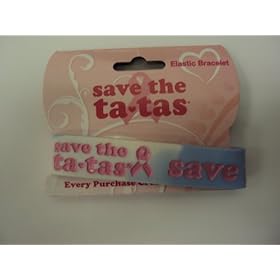 Elastic Bracelet
save the
ta-tas
save the
ta-tas save
Every Purchase